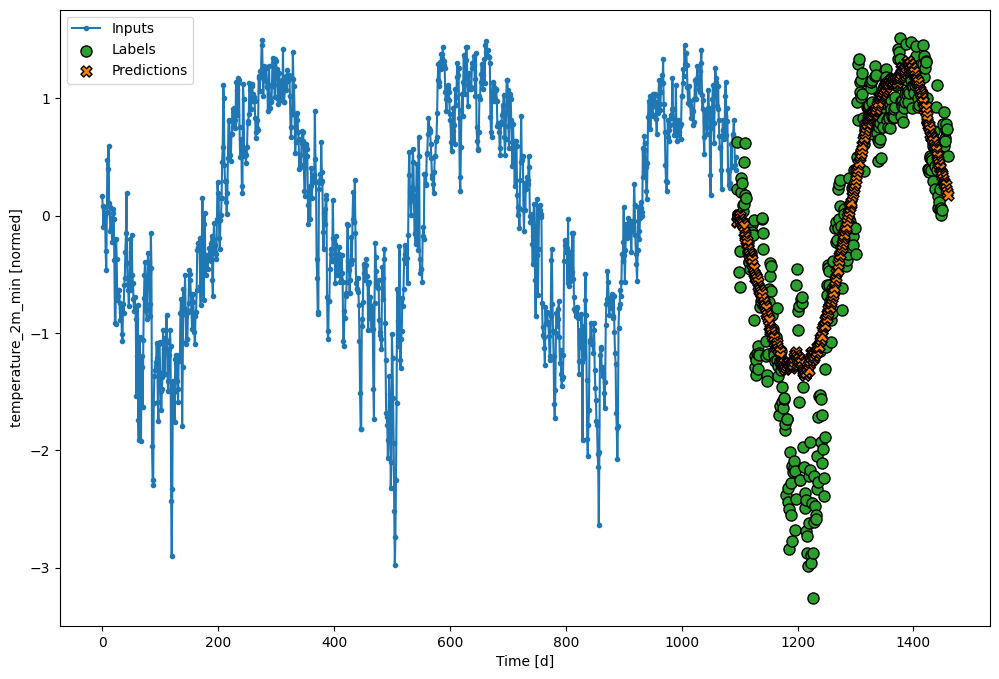 Inputs
Labels
Predictions
temperature_2m_min [normed]
1
0
−1
−2
−3
0 200 400 600 800 1000 1200 1400
Time [d]